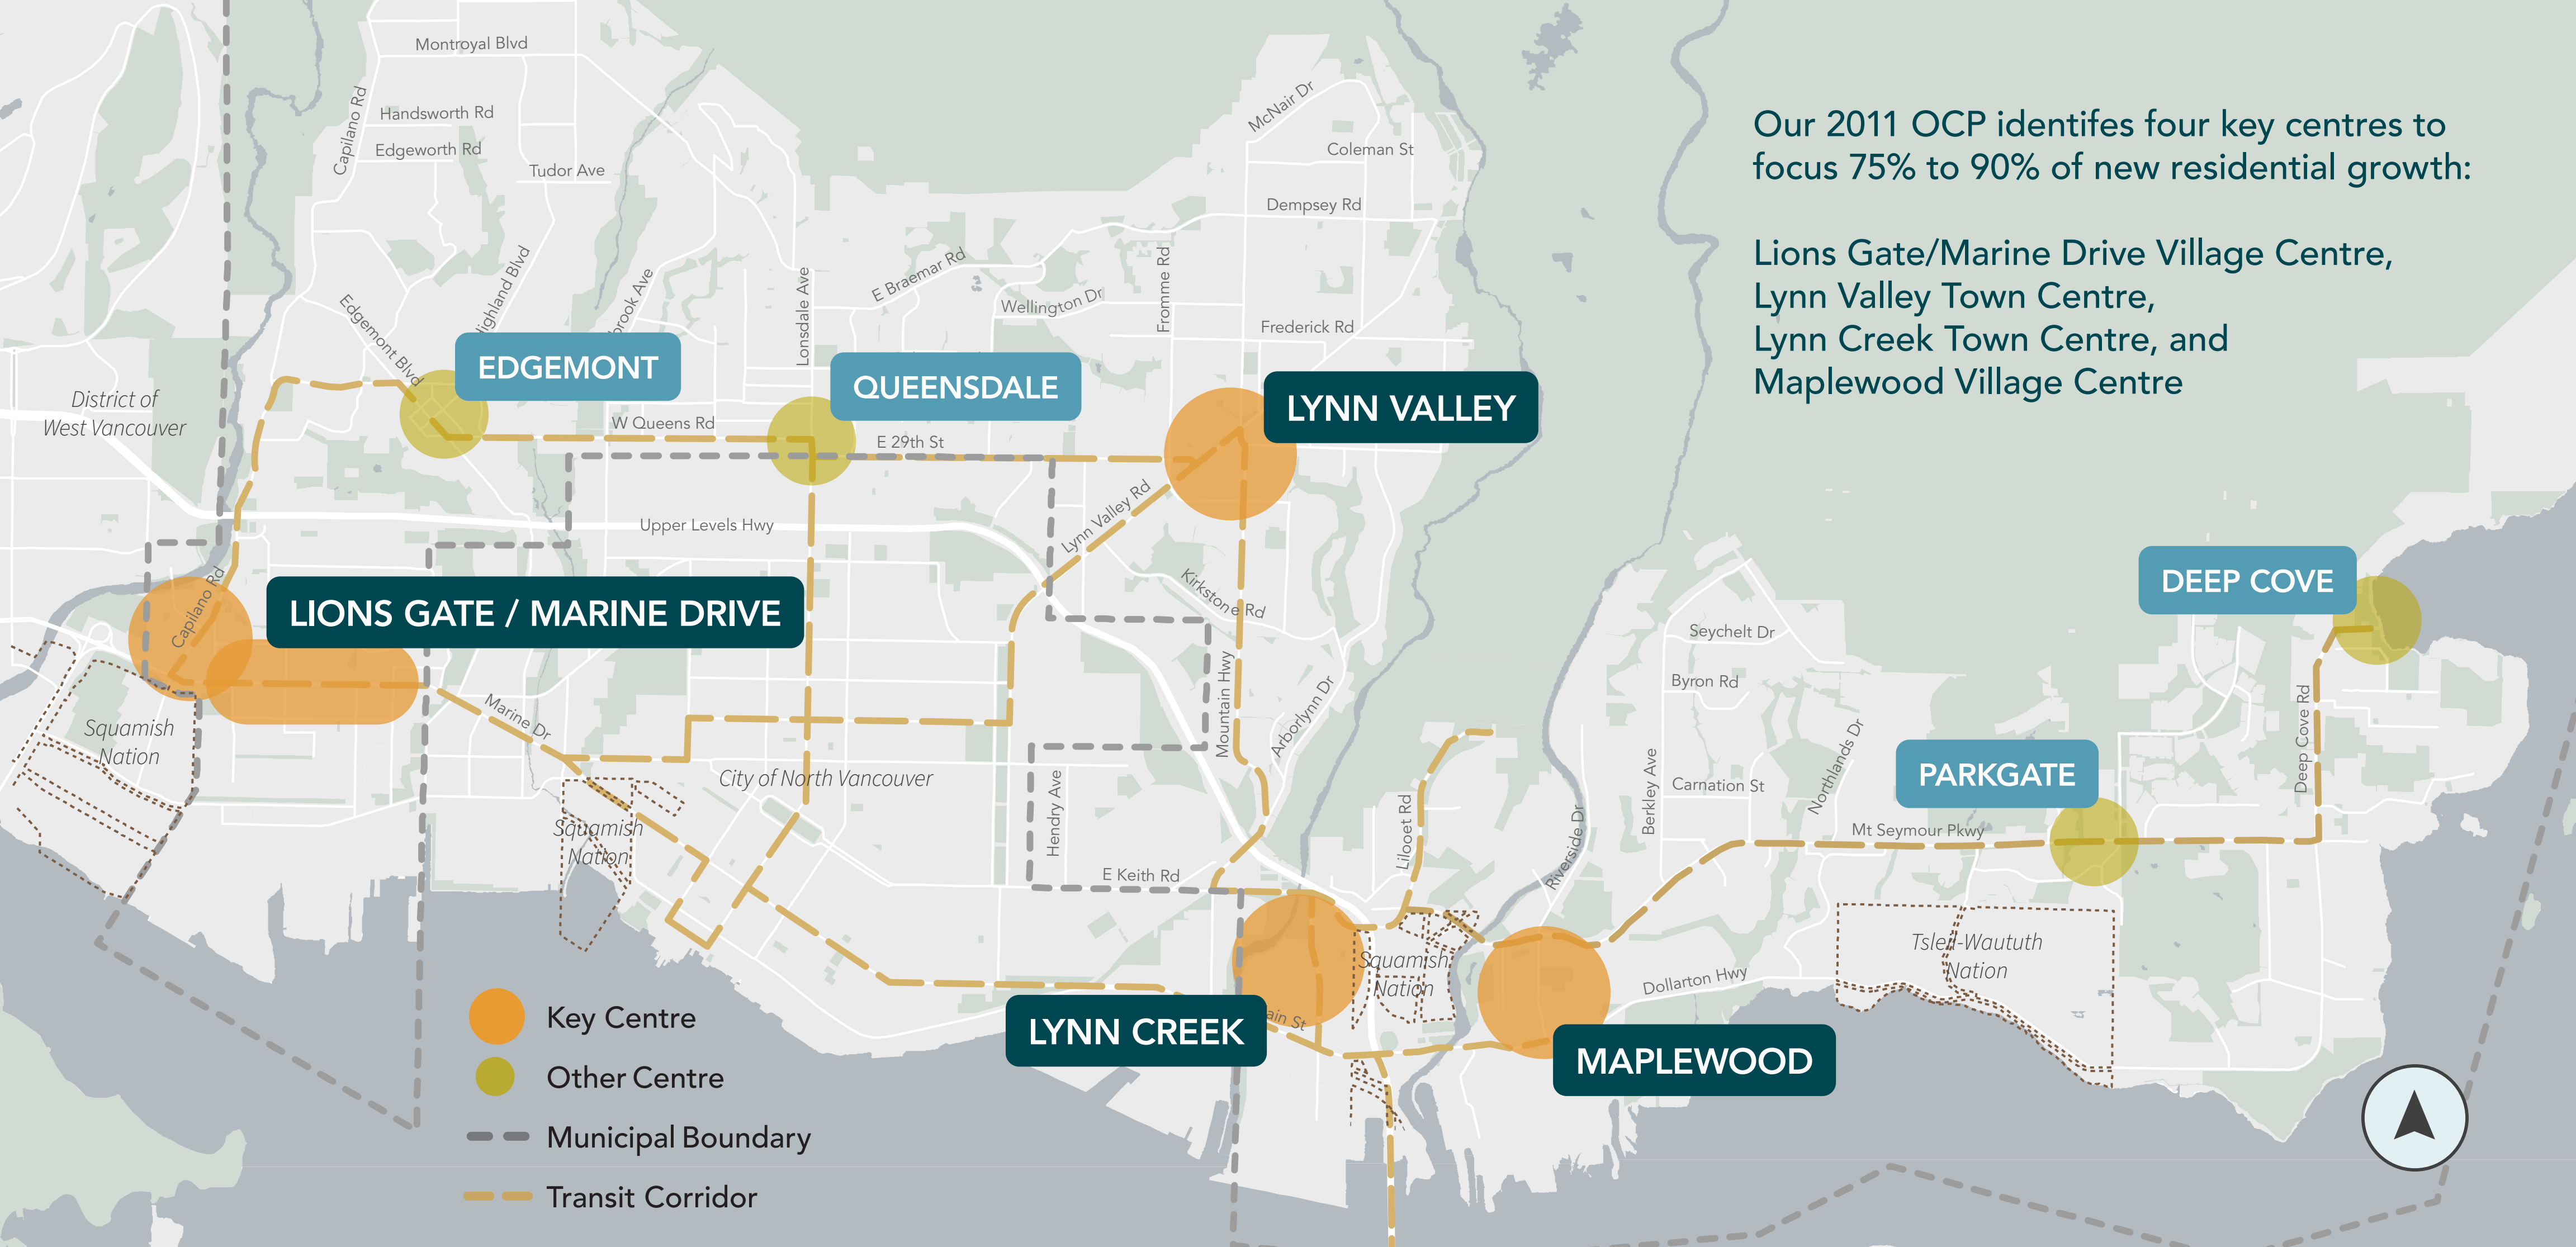 Our 2011 OCP identifes four key centres to
focus 75% to 90% of new residential growth:
Lions Gate/Marine Drive Village Centre,
Lynn Valley Town Centre,
Lynn Creek Town Centre, and
Maplewood Village Centre
Montroyal Blvd
Capilano Rd
Handsworth Rd
Edgeworth Rd
Tudor Ave
McNair Dr
Coleman St
Dempsey Rd
Edgemont Blvd
Highland Blvd
Lonsdale Ave
E Braemar Rd
Wellington Dr
Fromme Rd
Frederick Rd
EDGEMONT
QUEENSDALE
LYNN VALLEY
District of
West Vancouver
W Queens Rd
E 29th St
Upper Levels Hwy
Lynn Valley Rd
Kirkstone Rd
Capilano Rd
LIONS GATE / MARINE DRIVE
DEEP COVE
Seychelt Dr
Byron Rd
Squamish
Nation
Marine Dr
Mountain Hwy
Arborlynn Dr
Northlands Dr
Deep Cove Rd
City of North Vancouver
Hendry Ave
Lilooet Rd
Riverside Dr
Berkley Ave
Carnation St
PARKGATE
Mt Seymour Pkwy
Squamish
Nation
E Keith Rd
Squamish
Nation
Dollarton Hwy
Tsleil-Waututh
Nation
LYNN CREEK
MAPLEWOOD
Key Centre
Other Centre
Municipal Boundary
Transit Corridor